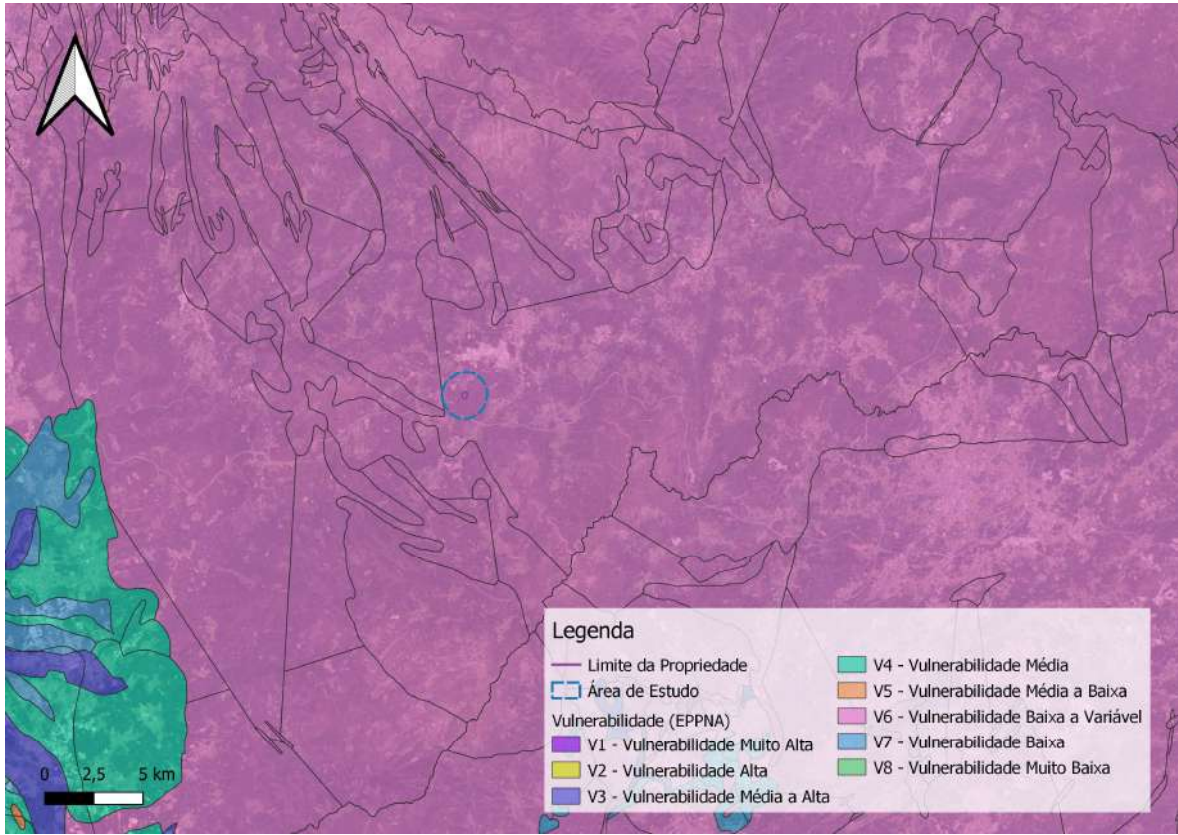 Legenda
Limite da Propriedade
Área de Estudo
Vulnerabilidade (EPPNA)
V1 - Vulnerabilidade Muito Alta
V2 - Vulnerabilidade Alta
V3 - Vulnerabilidade Média a Alta
V4 - Vulnerabilidade Média
V5 - Vulnerabilidade Média a Baixa
V6 - Vulnerabilidade Baixa a Variável
V7 - Vulnerabilidade Baixa
V8 - Vulnerabilidade Muito Baixa
0 2,5 5 km